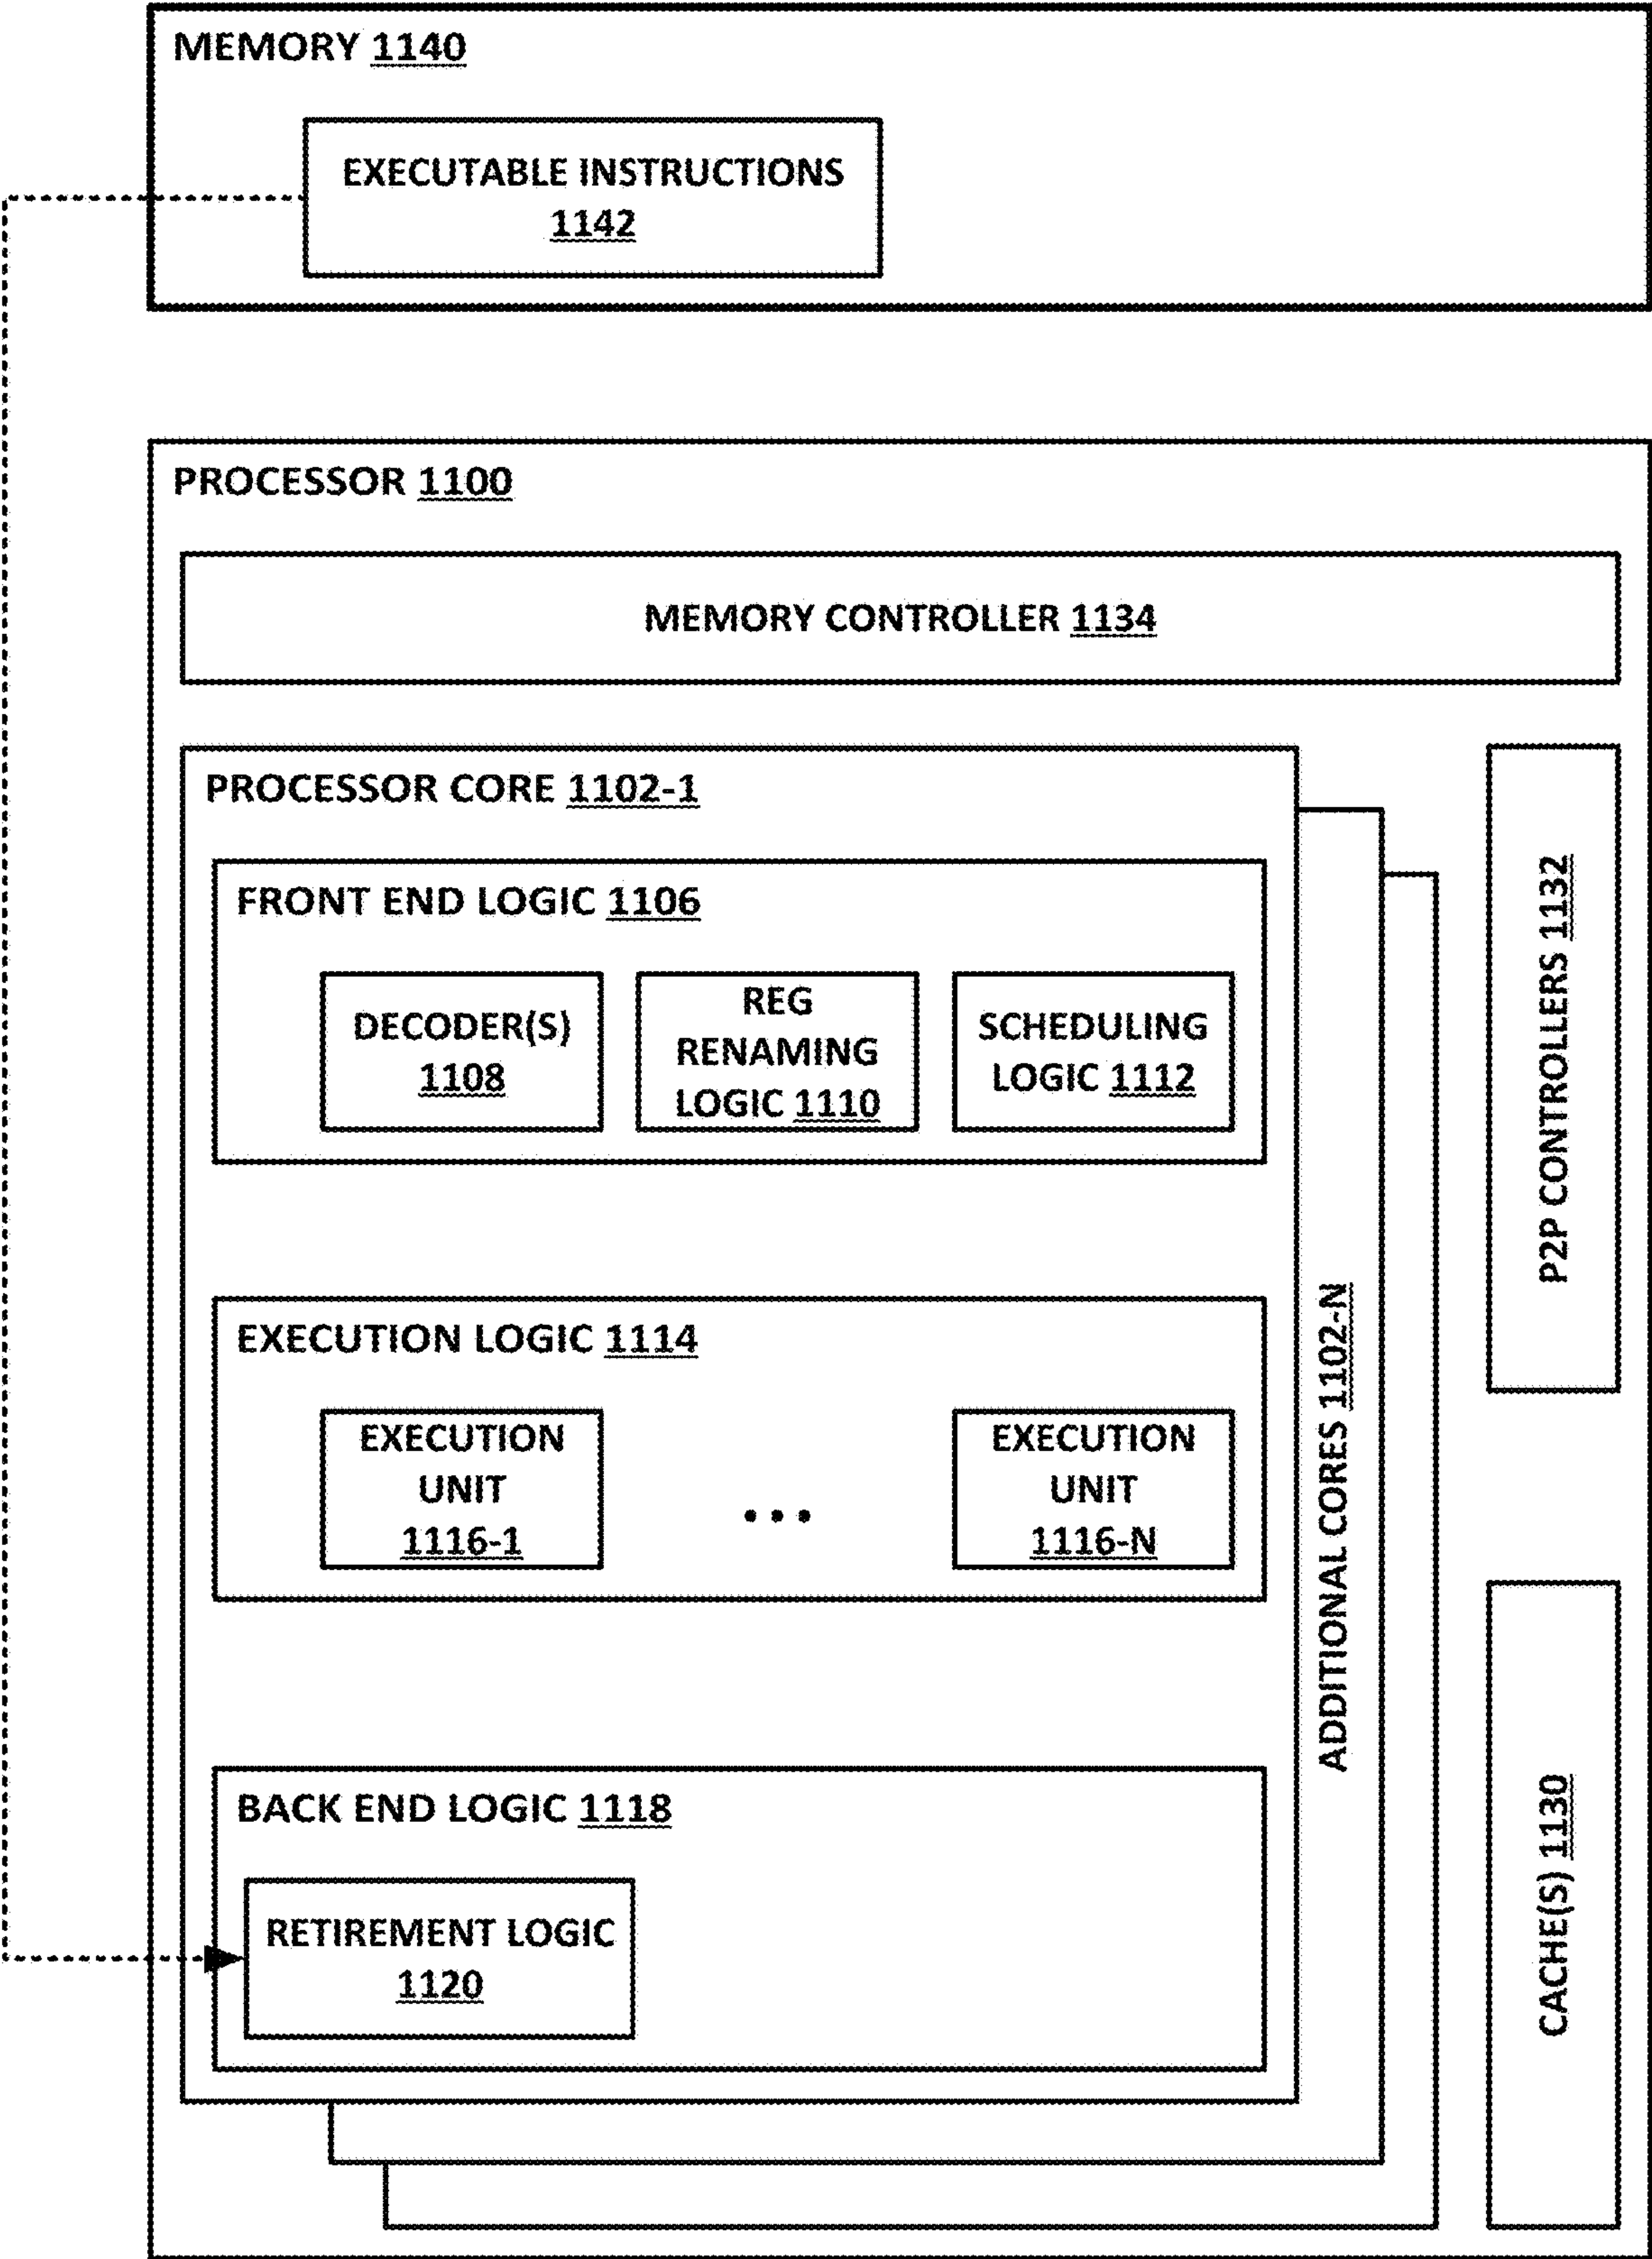 MEMORY 1140
EXECUTABLE INSTRUCTIONS
1142
PROCESSOR 1100
MEMORY CONTROLLER 1134
PROCESSOR CORE 1102-1
FRONT END LOGIC 1106
DECODER(S)
1108
REG
RENAMING
LOGIC 1110
SCHEDULING
LOGIC 1112
EXECUTION LOGIC 1114
EXECUTION
UNIT
1116-1
...
EXECUTION
UNIT
1116-N
BACK END LOGIC 1118
RETIREMENT LOGIC
1120
ADDITIONAL CORES 1102-N
P2P CONTROLLERS 1132
CACHE(S) 1130